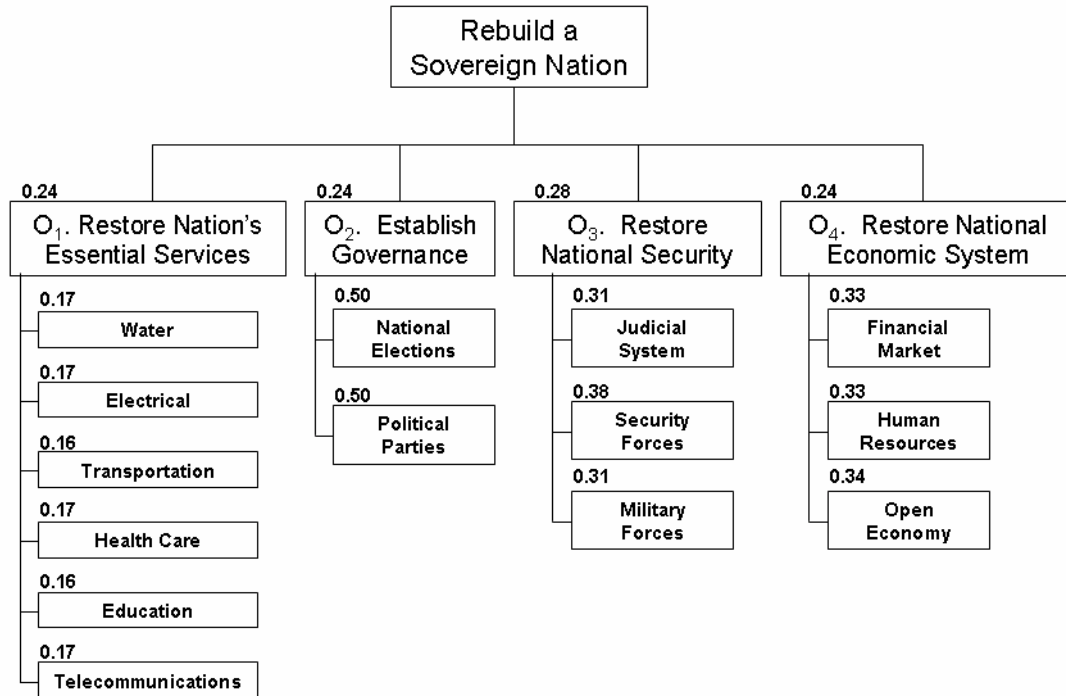 Rebuild a
Sovereign Nation
0.24
O₁. Restore Nation's
Essential Services
0.17
Water
0.17
Electrical
0.16
Transportation
0.17
Health Care
0.16
Education
0.17
Telecommunications
0.24
O₂. Establish
Governance
0.50
National
Elections
0.50
Political
Parties
0.28
O₃. Restore
National Security
0.31
Judicial
System
0.38
Security
Forces
0.31
Military
Forces
0.24
O₄. Restore National
Economic System
0.33
Financial
Market
0.33
Human
Resources
0.34
Open
Economy